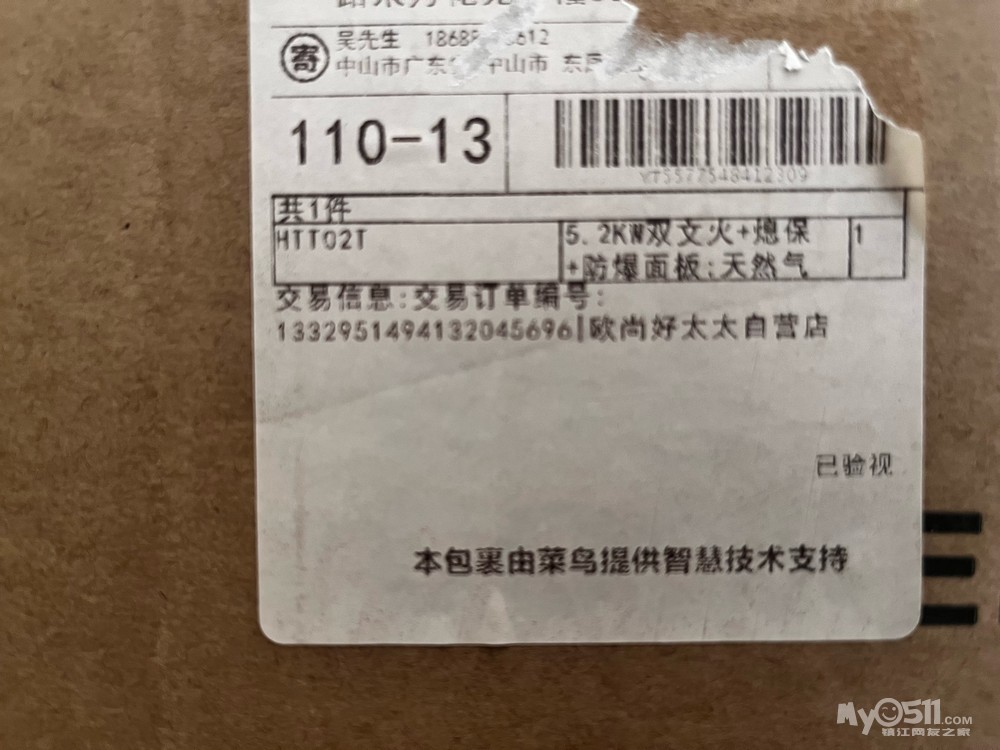 寄 吴先生 18688 612
中山市广东 中山市 东
110-13
YT5577548412309
共1件
HTT02T 5.2KW双文火+熄保 1
+防爆面板:天然气
交易信息:交易订单编号:
1332951494132045696|欧尚好太太自营店
已验视
本包裹由菜鸟提供智慧技术支持
My0511.COM
镇江网友之家